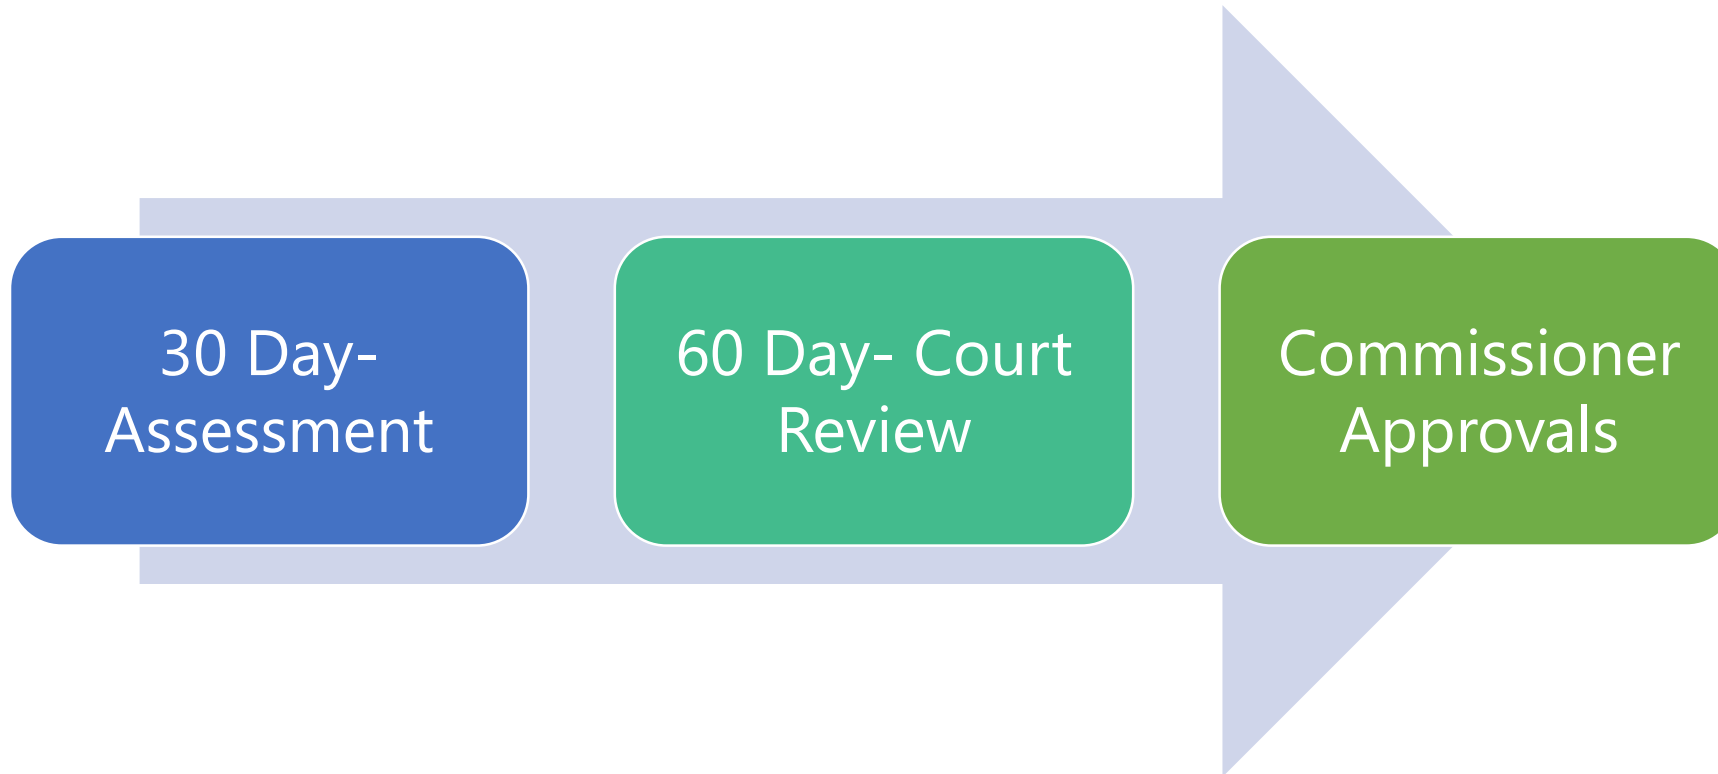 30 Day-
Assessment
60 Day- Court
Review
Commissioner
Approvals